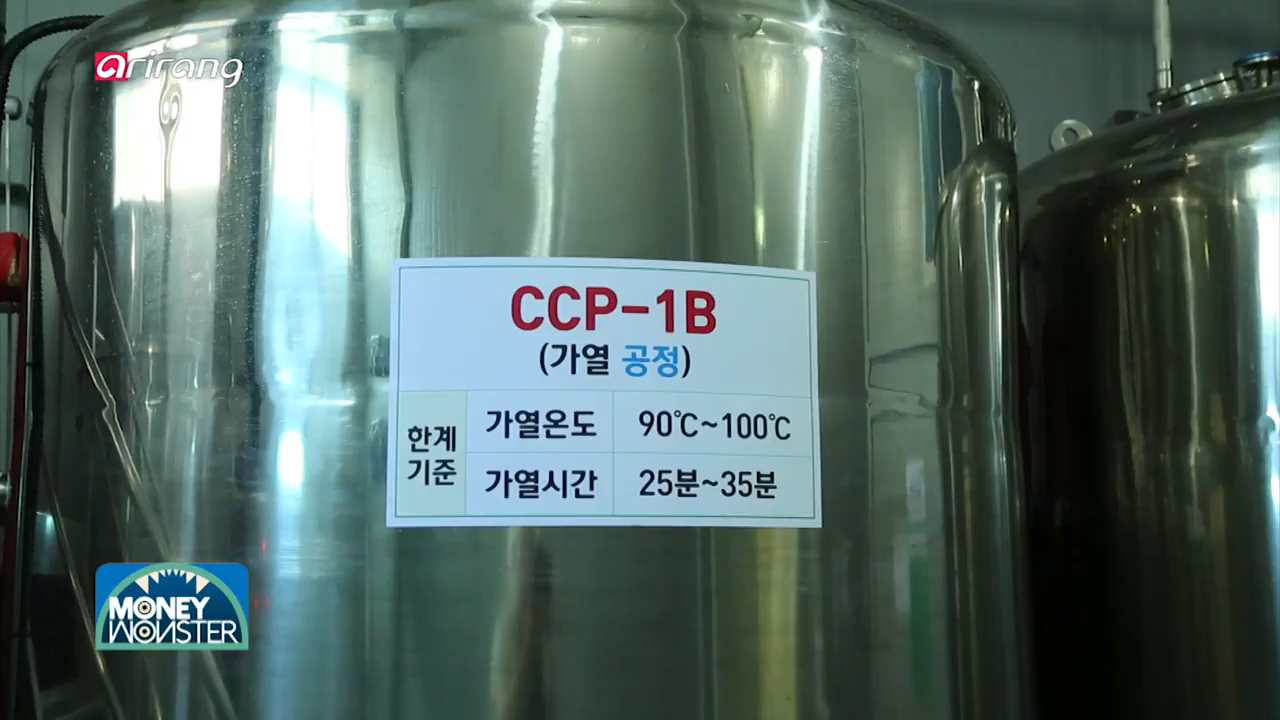 arirang
CCP-1B
(가열 공정)
한계
기준
가열온도 90℃~100℃
가열시간 25분~35분
MONEY
MONSTER